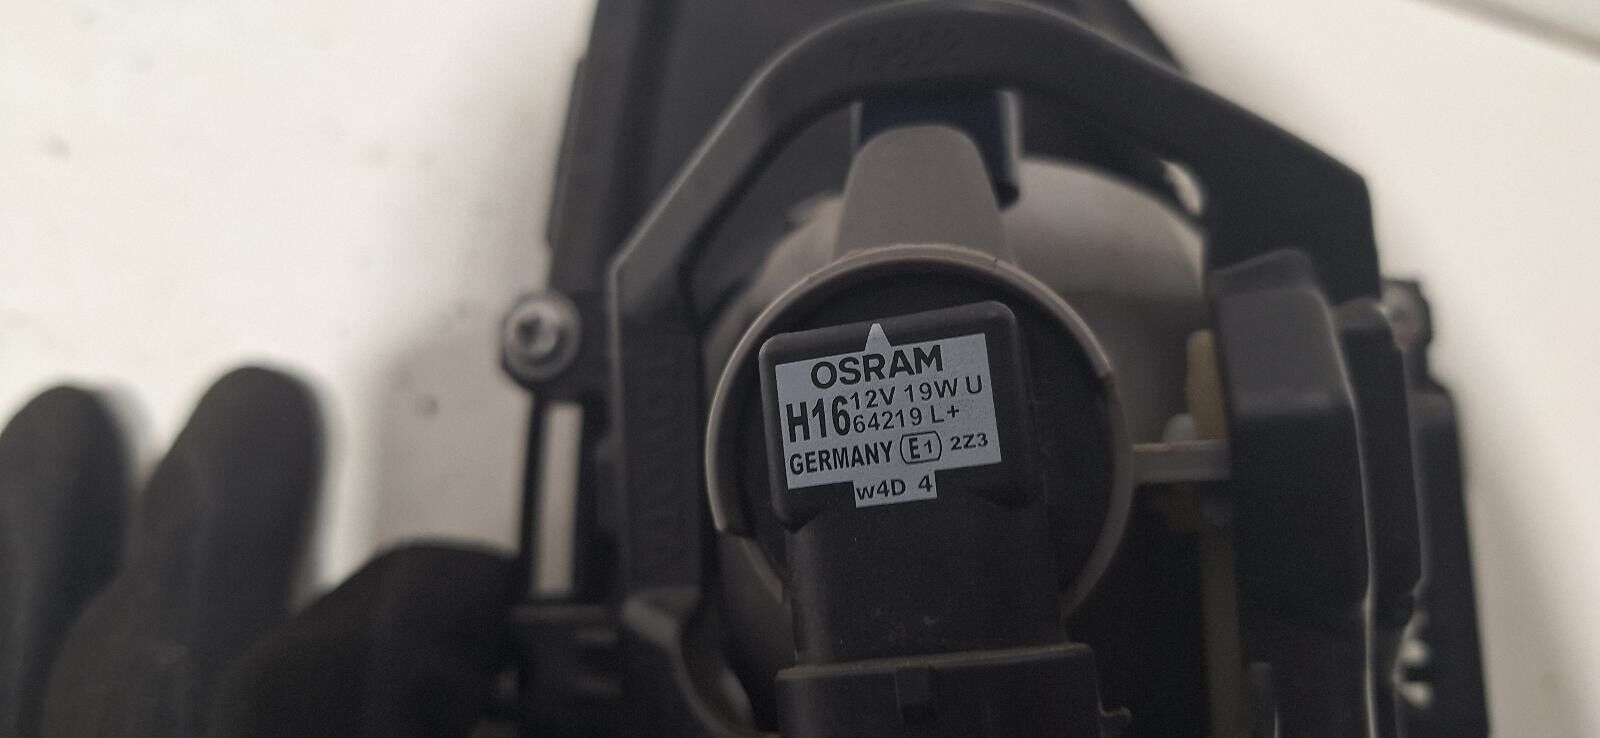 OSRAM
H16 12V 19W U
64219 L+
GERMANY E1 2Z3
w4D 4